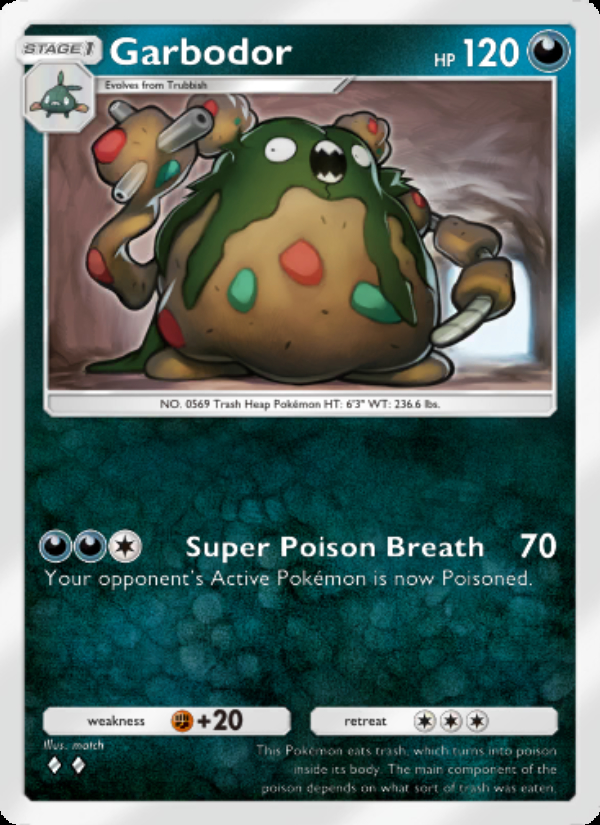 STAGE 1 Garbodor HP 120
Evolves from Trubbish
NO. 0569 Trash Heap Pokémon HT: 6'3" WT: 236.6 lbs.
Super Poison Breath 70
Your opponent's Active Pokémon is now Poisoned.
weakness +20 retreat
Illus. match
This Pokémon eats trash, which turns into poison
inside its body. The main component of the
poison depends on what sort of trash was eaten.